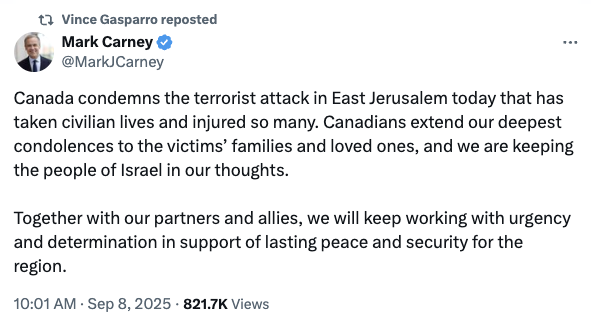 Vince Gasparro reposted
Mark Carney
@MarkJCarney
Canada condemns the terrorist attack in East Jerusalem today that has
taken civilian lives and injured so many. Canadians extend our deepest
condolences to the victims’ families and loved ones, and we are keeping
the people of Israel in our thoughts.
Together with our partners and allies, we will keep working with urgency
and determination in support of lasting peace and security for the
region.
10:01 AM · Sep 8, 2025 · 821.7K Views